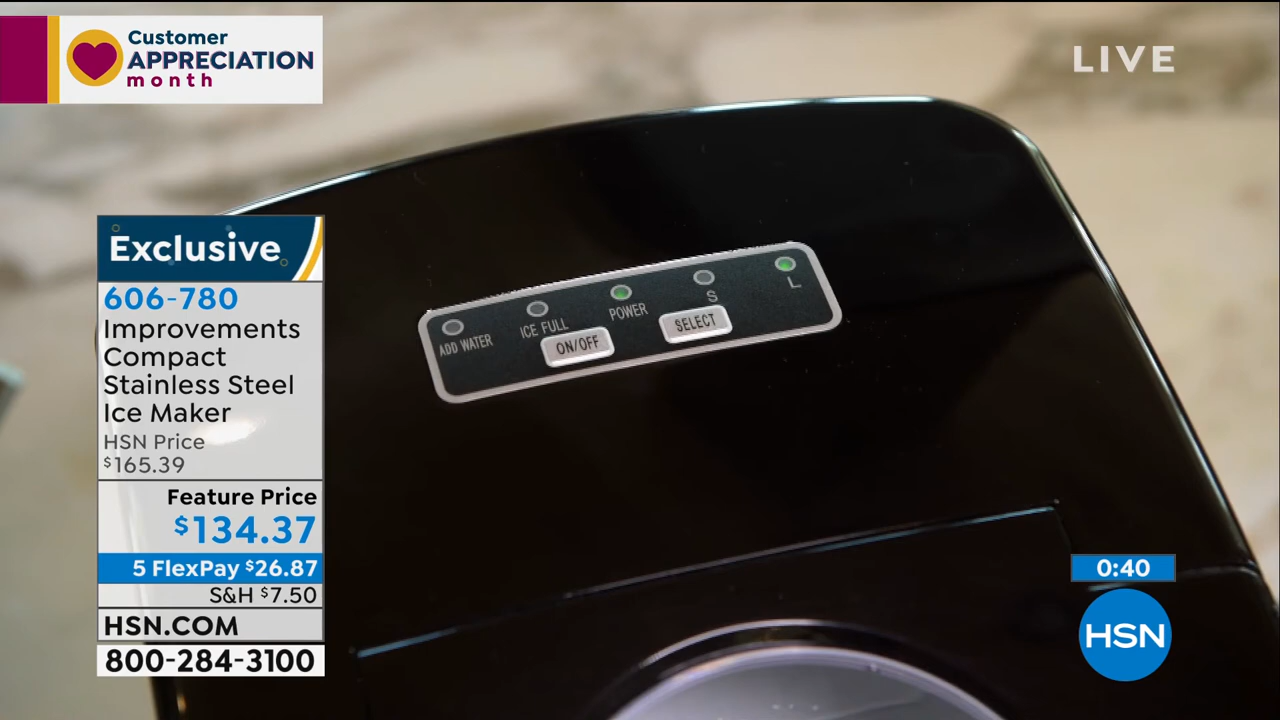 Customer
APPRECIATION
month
LIVE
Exclusive
606-780
Improvements
Compact
Stainless Steel
Ice Maker
HSN Price
$165.39
Feature Price
$134.37
5 FlexPay $26.87
S&H $7.50
HSN.COM
800-284-3100
ADD WATER
ICE FULL
POWER
S
L
ON/OFF
SELECT
0:40
HSN